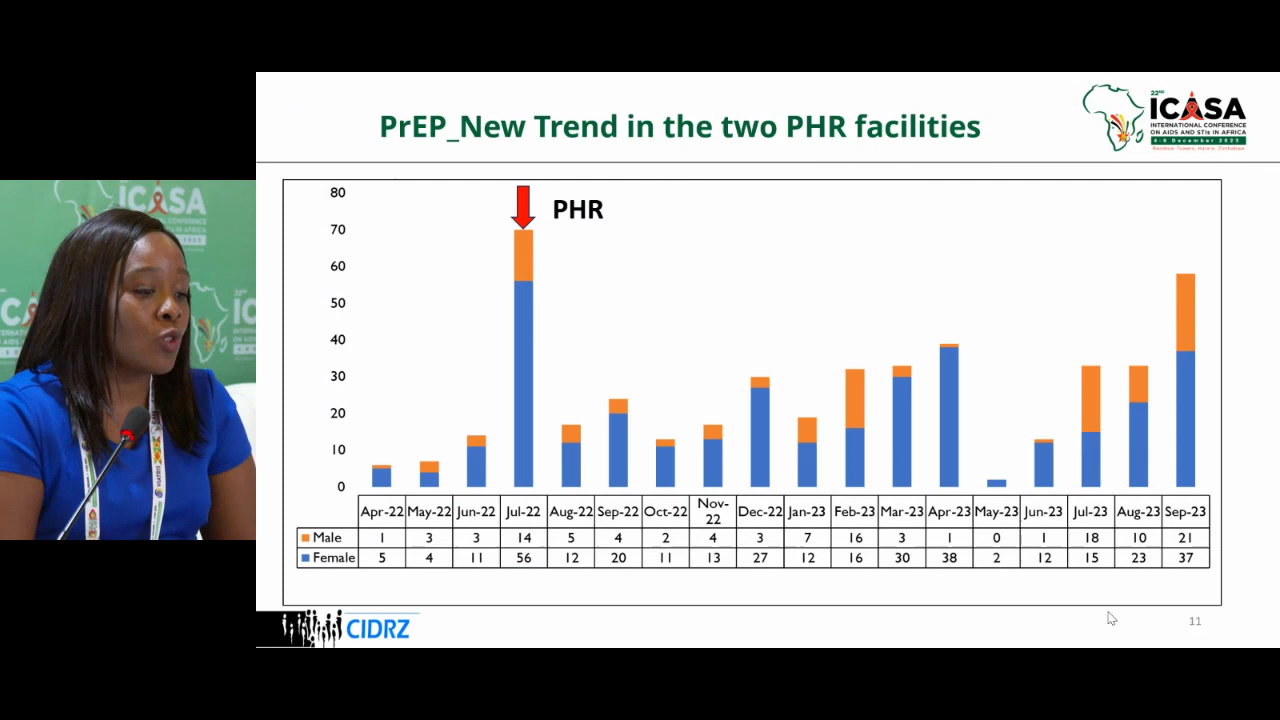 PrEP_New Trend in the two PHR facilities
22ND
ICASA
INTERNATIONAL CONFERENCE
ON AIDS AND STIs IN AFRICA
PHR
80
70
60
50
40
30
20
10
0
Apr-22 May-22 Jun-22 Jul-22 Aug-22 Sep-22 Oct-22 Nov-22 Dec-22 Jan-23 Feb-23 Mar-23 Apr-23 May-23 Jun-23 Jul-23 Aug-23 Sep-23
Male 1 3 3 14 5 4 2 4 3 7 16 3 1 0 1 18 10 21
Female 5 4 11 56 12 20 11 13 27 12 16 30 38 2 12 15 23 37
CIDRZ
11
ICASA